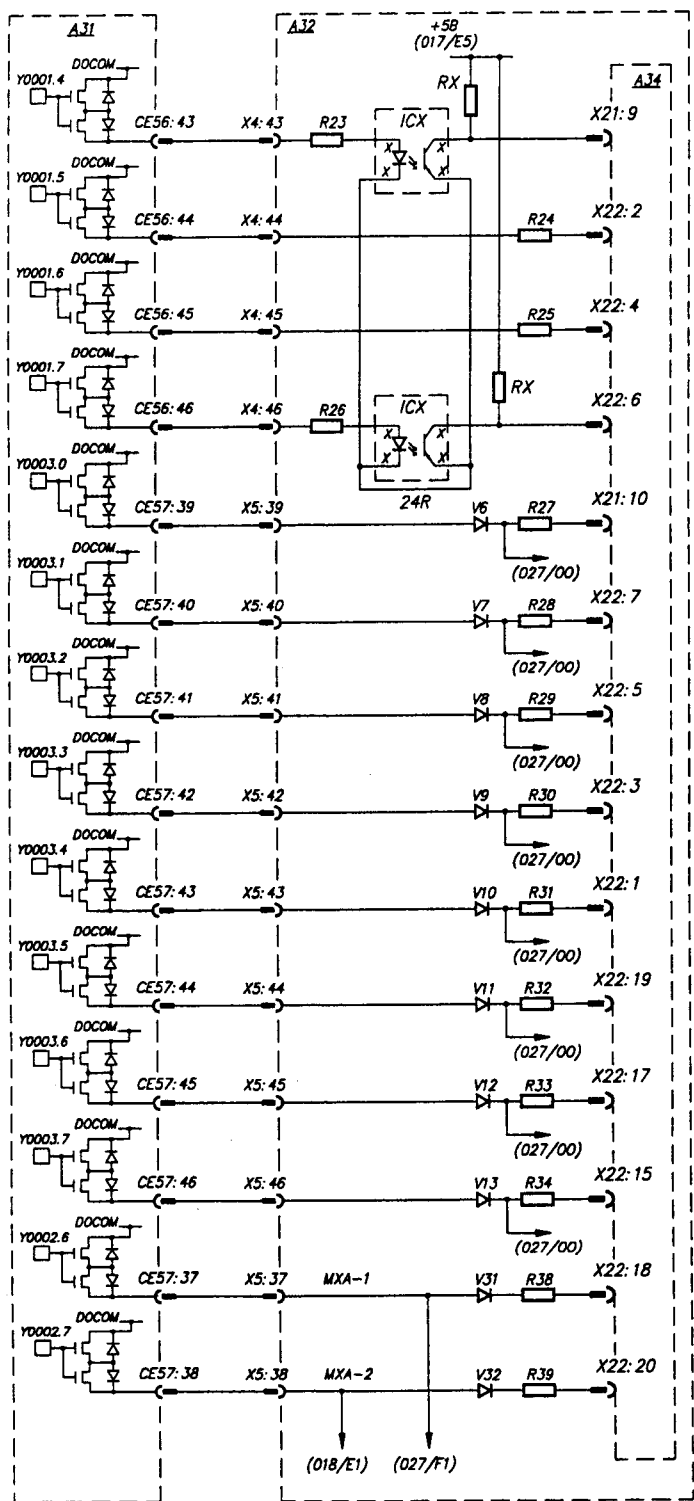 A31
A32
+5В
(017/E5)
A34
Y0001.4 DOCOM
CE56:43 X4:43 R23 ICX RX X21:9
X X
X X
Y0001.5 DOCOM
CE56:44 X4:44 R24 X22:2
Y0001.6 DOCOM
CE56:45 X4:45 R25 X22:4
Y0001.7 DOCOM
RX
CE56:46 X4:46 R26 ICX X22:6
X X
X X
24R
Y0003.0 DOCOM
CE57:39 X5:39 V6 R27 X21:10
(027/00)
Y0003.1 DOCOM
CE57:40 X5:40 V7 R28 X22:7
(027/00)
Y0003.2 DOCOM
CE57:41 X5:41 V8 R29 X22:5
(027/00)
Y0003.3 DOCOM
CE57:42 X5:42 V9 R30 X22:3
(027/00)
Y0003.4 DOCOM
CE57:43 X5:43 V10 R31 X22:1
(027/00)
Y0003.5 DOCOM
CE57:44 X5:44 V11 R32 X22:19
(027/00)
Y0003.6 DOCOM
CE57:45 X5:45 V12 R33 X22:17
(027/00)
Y0003.7 DOCOM
CE57:46 X5:46 V13 R34 X22:15
(027/00)
Y0002.6 DOCOM
CE57:37 X5:37 MXA-1 V31 R38 X22:18
Y0002.7 DOCOM
CE57:38 X5:38 MXA-2 V32 R39 X22:20
(018/E1) (027/F1)